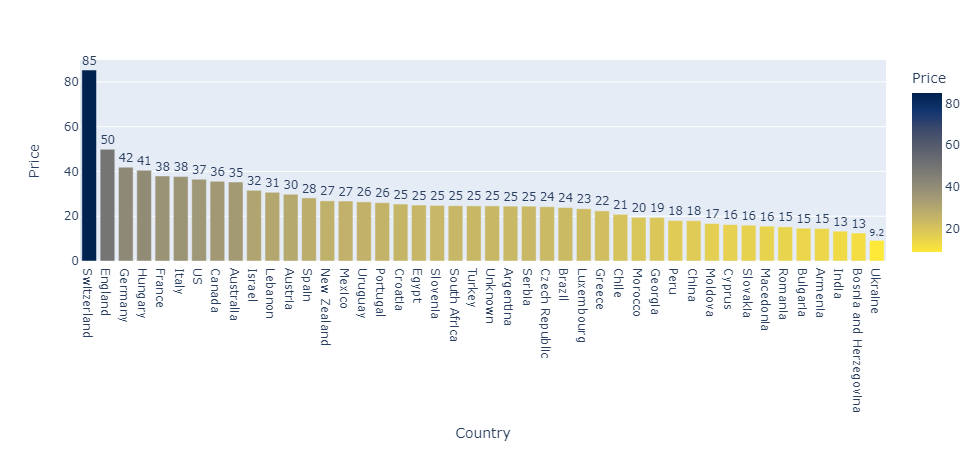 85
50
42
41
38
38
37
36
35
32
31
30
28
27
27
26
26
25
25
25
25
25
25
25
25
24
24
23
22
21
20
19
18
18
17
16
16
16
15
15
15
13
13
9.2
80
60
40
20
0
Price
Switzerland
England
Germany
Hungary
France
Italy
US
Canada
Australia
Israel
Lebanon
Austria
Spain
New Zealand
Mexico
Uruguay
Portugal
Croatia
Egypt
Slovenia
South Africa
Turkey
Unknown
Argentina
Serbia
Czech Republic
Brazil
Luxembourg
Greece
Chile
Morocco
Georgia
Peru
China
Moldova
Cyprus
Slovakia
Macedonia
Romania
Bulgaria
Armenia
India
Bosnia and Herzegovina
Ukraine
Country
Price
80
60
40
20